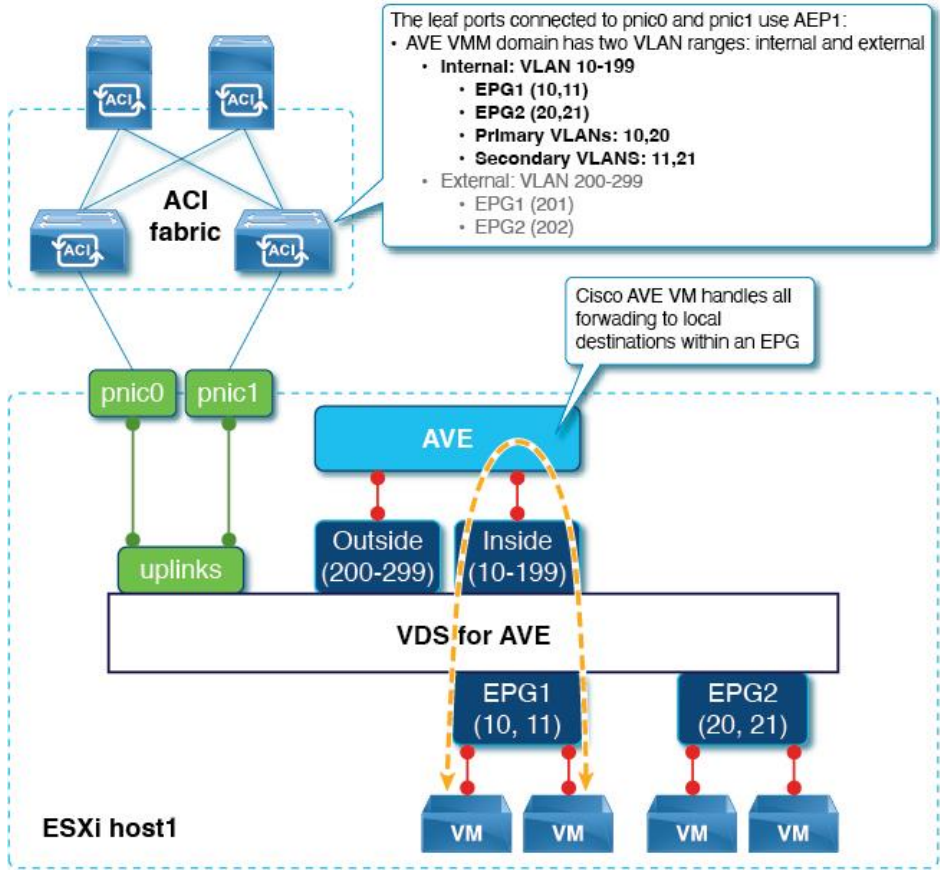 The leaf ports connected to pnic0 and pnic1 use AEP1:
• AVE VMM domain has two VLAN ranges: internal and external
• Internal: VLAN 10-199
• EPG1 (10,11)
• EPG2 (20,21)
• Primary VLANs: 10,20
• Secondary VLANS: 11,21
• External: VLAN 200-299
• EPG1 (201)
• EPG2 (202)
ACI
ACI
ACI
fabric
ACI
ACI
Cisco AVE VM handles all
forwading to local
destinations within an EPG
pnic0
pnic1
AVE
uplinks
Outside
(200-299)
Inside
(10-199)
VDS for AVE
EPG1
(10, 11)
EPG2
(20, 21)
ESXi host1
VM
VM
VM
VM